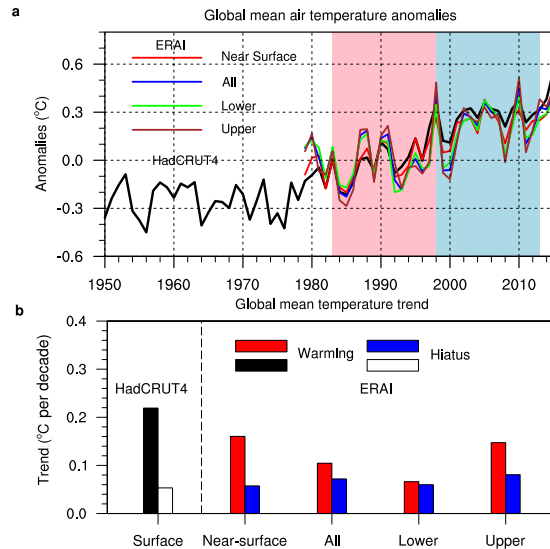 Global mean air temperature anomalies
a
ERAI
Near Surface
All
Lower
Upper
HadCRUT4
Anomalies (°C)
0.6
0.3
0.0
-0.3
-0.6
1950 1960 1970 1980 1990 2000 2010
Global mean temperature trend
b
Warming Hiatus
HadCRUT4 ERAI
Trend (°C per decade)
0.4
0.3
0.2
0.1
0.0
Surface Near-surface All Lower Upper